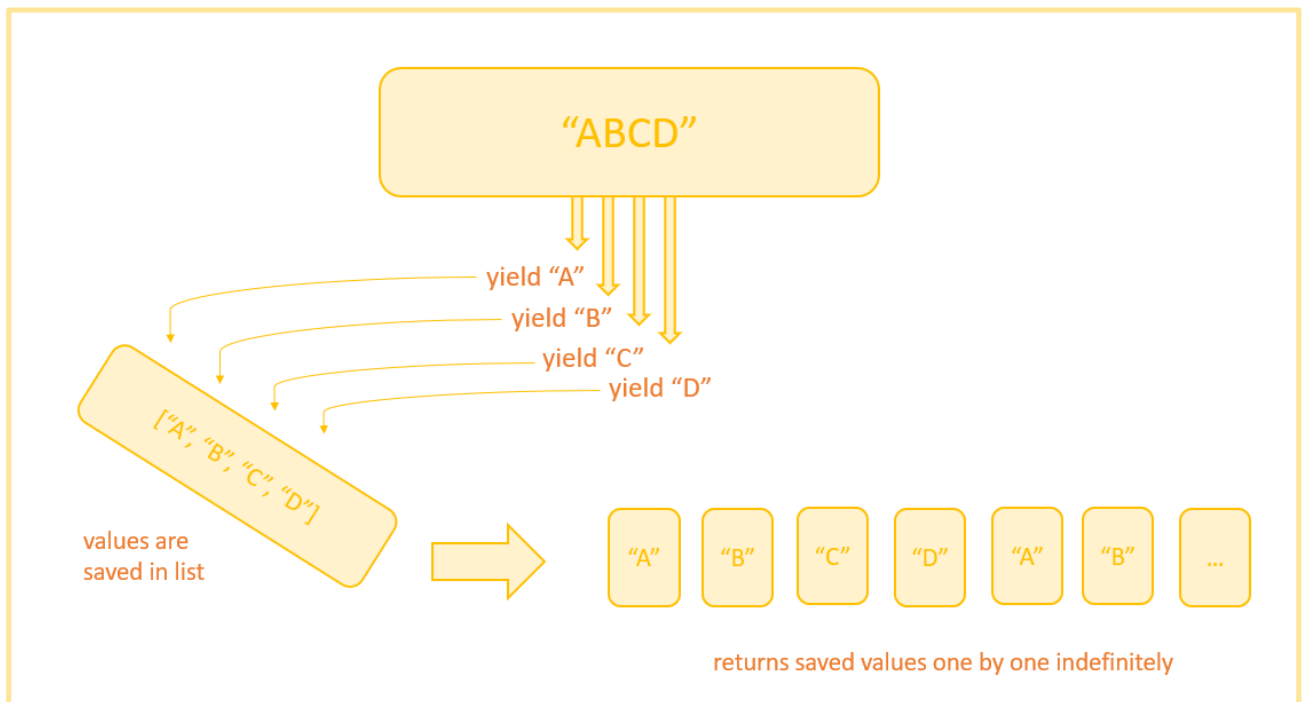 “ABCD”
yield “A”
yield “B”
yield “C”
yield “D”
[“A”, “B”, “C”, “D”]
values are
saved in list
“A” “B” “C” “D” “A” “B” ...
returns saved values one by one indefinitely